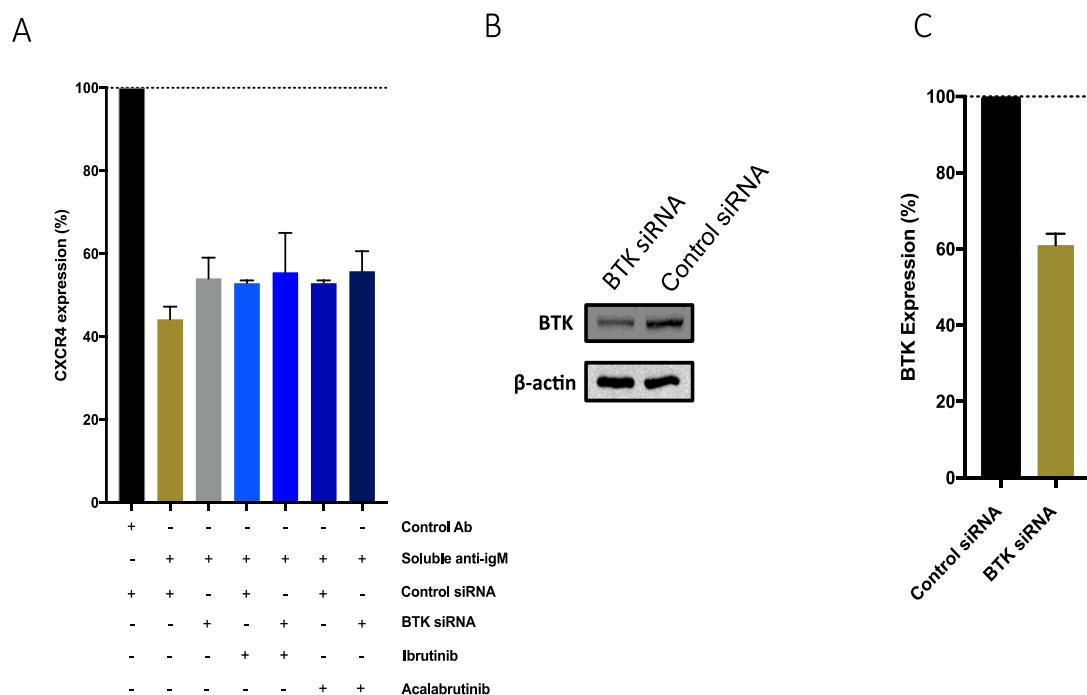 A
B
C
CXCR4 expression (%)
100
80
60
40
20
0
+ - - - - - - Control Ab
- + + + + + + Soluble anti-igM
+ + - + - + - Control siRNA
- - + - + - + BTK siRNA
- - - + + - - Ibrutinib
- - - - - + + Acalabrutinib
BTK siRNA
Control siRNA
BTK
β-actin
BTK Expression (%)
100
80
60
40
20
0
Control siRNA
BTK siRNA